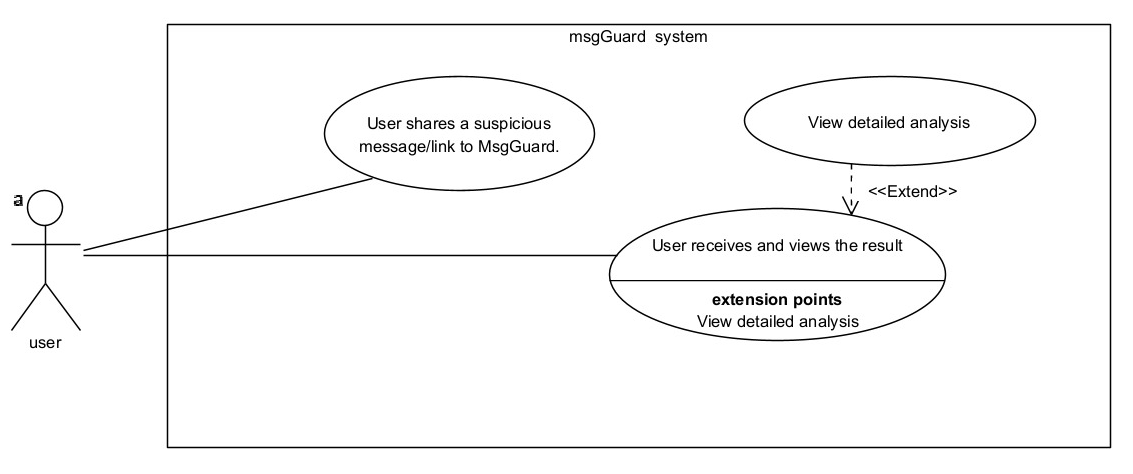 msgGuard system
User shares a suspicious
message/link to MsgGuard.
View detailed analysis
<<Extend>>
a
User receives and views the result
extension points
View detailed analysis
user